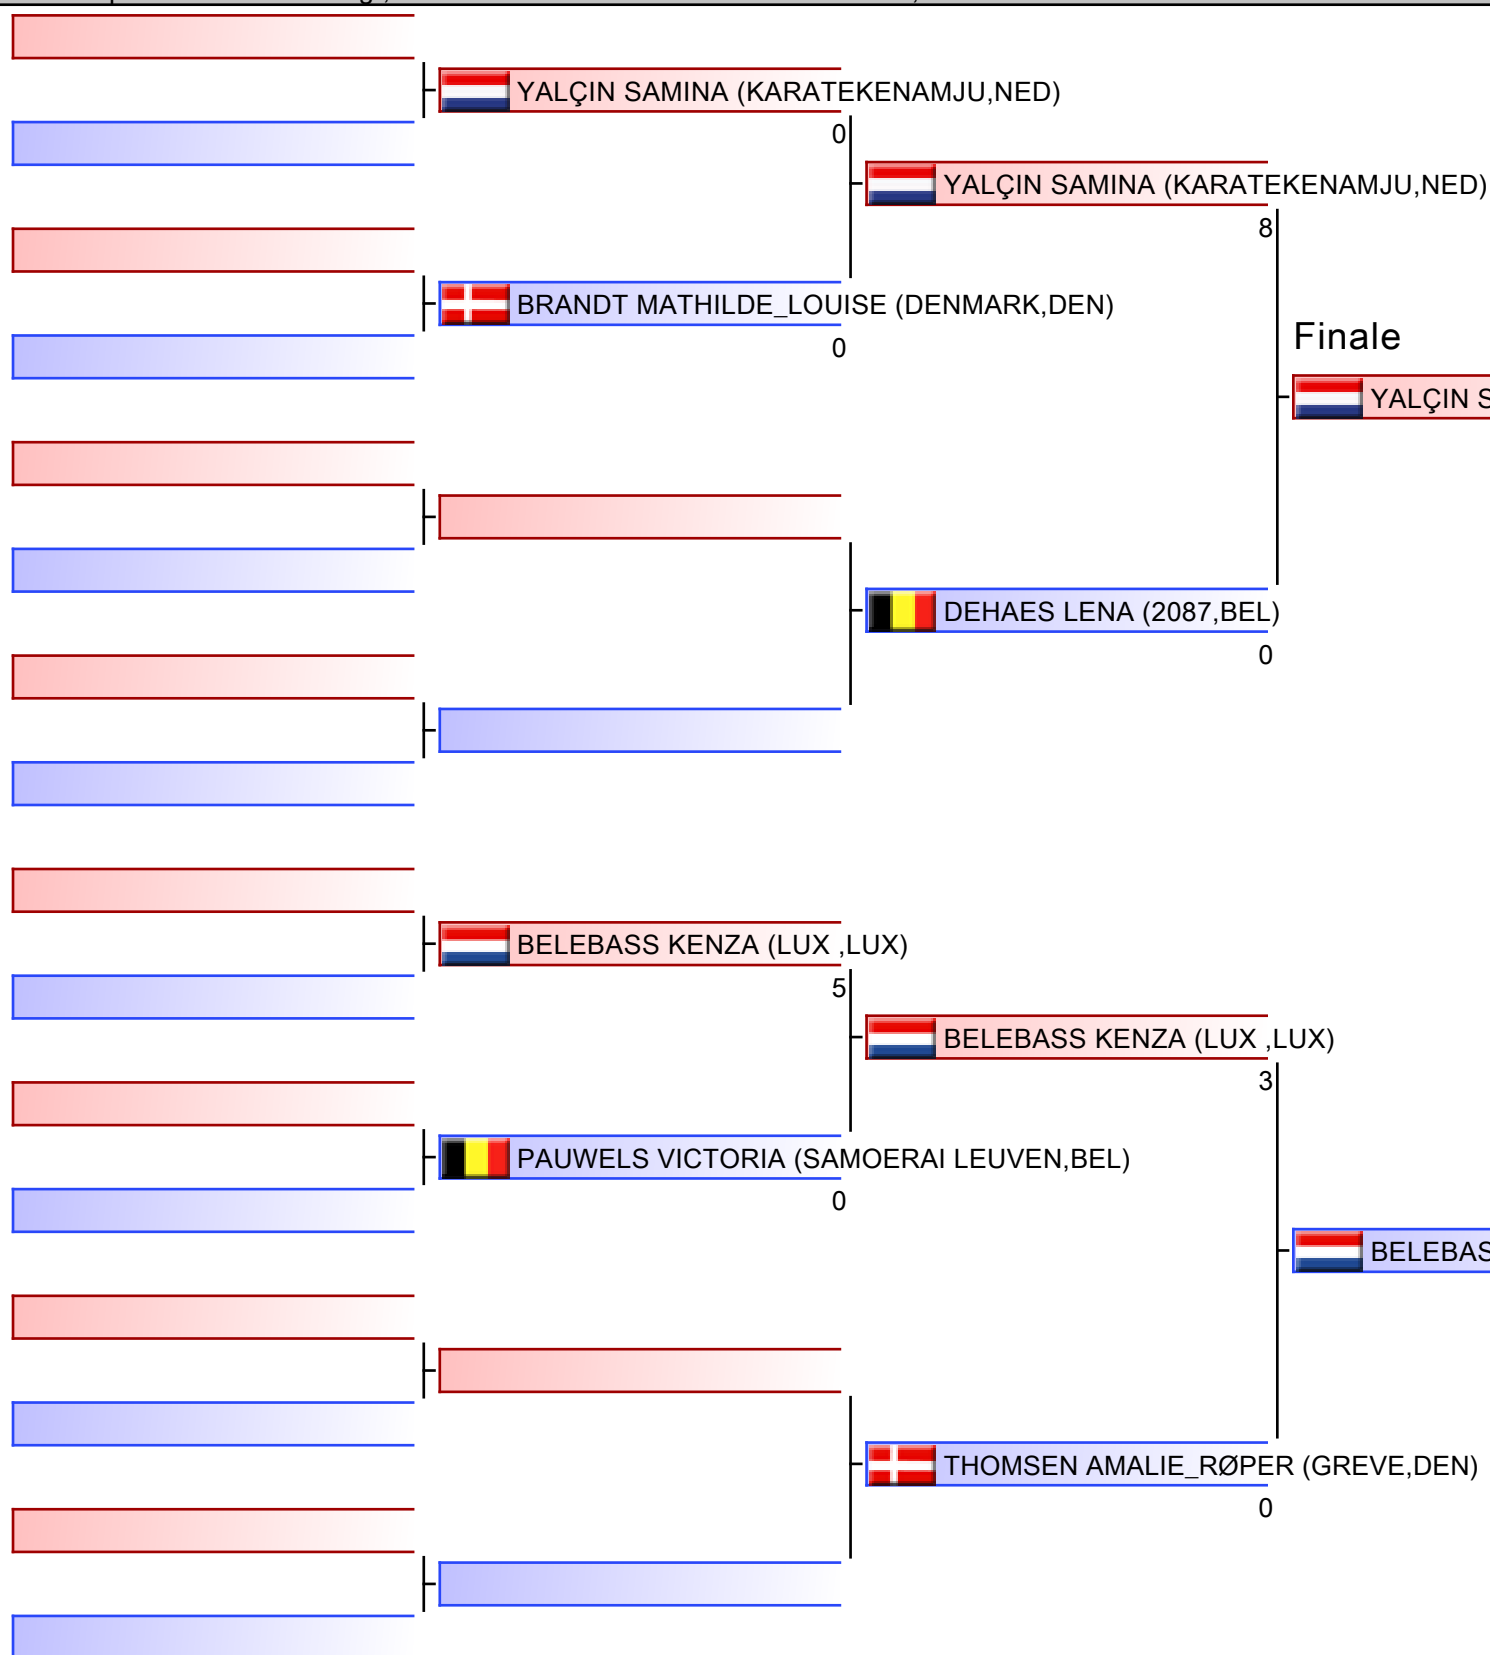 YALÇIN SAMINA (KARATEKENAMJU,NED)
0
YALÇIN SAMINA (KARATEKENAMJU,NED)
8
BRANDT MATHILDE_LOUISE (DENMARK,DEN)
0
Finale
YALÇIN S
DEHAES LENA (2087,BEL)
0
BELEBASS KENZA (LUX ,LUX)
5
BELEBASS KENZA (LUX ,LUX)
3
PAUWELS VICTORIA (SAMOERAI LEUVEN,BEL)
0
BELEBAS
THOMSEN AMALIE_RØPER (GREVE,DEN)
0